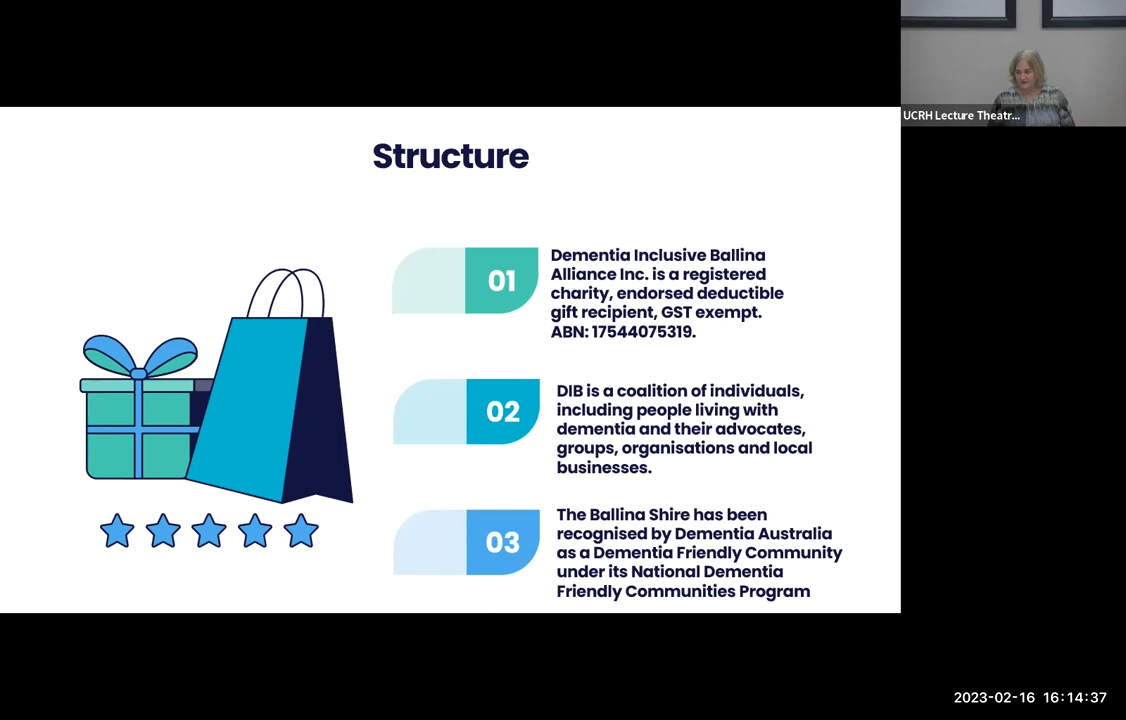 UCRH Lecture Theatr...
Structure
01
Dementia Inclusive Ballina
Alliance Inc. is a registered
charity, endorsed deductible
gift recipient, GST exempt.
ABN: 17544075319.
02
DIB is a coalition of individuals,
including people living with
dementia and their advocates,
groups, organisations and local
businesses.
03
The Ballina Shire has been
recognised by Dementia Australia
as a Dementia Friendly Community
under its National Dementia
Friendly Communities Program
2023-02-16 16:14:37